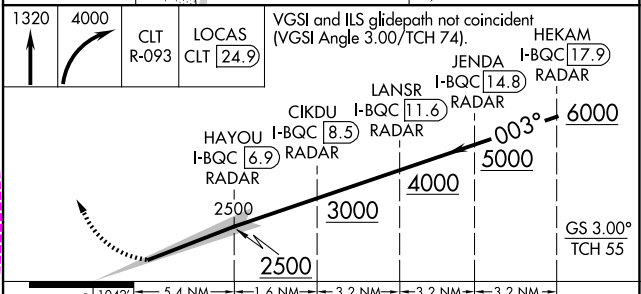 1320
4000
CLT
R-093
LOCAS
CLT 24.9
VGSI and ILS glidepath not coincident
(VGSI Angle 3.00/TCH 74).
HEKAM
I-BQC 17.9
RADAR
JENDA
I-BQC 14.8
RADAR
LANSR
I-BQC 11.6
RADAR
CIKDU
I-BQC 8.5
RADAR
HAYOU
I-BQC 6.9
RADAR
003°
6000
5000
4000
3000
2500
2500
GS 3.00°
TCH 55
1042'
5.4 NM
1.6 NM
3.2 NM
3.2 NM
3.2 NM